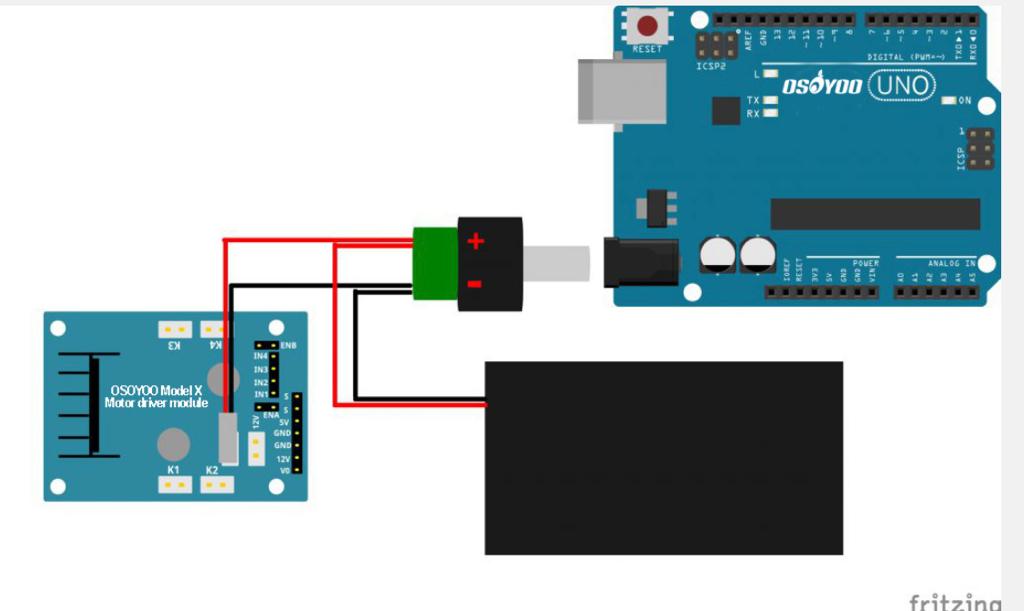 RESET
ICSP2
AREF
GND
13
12
~11
~10
~9
8
7
~6
~5
4
~3
2
TXD▶1
RXD◀0
DIGITAL (PWM=~)
L
TX
RX
OSOYOO UNO
ON
1
ICSP
POWER
ANALOG IN
IOREF
RESET
3V3
5V
GND
GND
VIN
A0
A1
A2
A3
A4
A5
+
-
K3
K4
ENB
IN4
IN3
IN2
IN1
ENA
OSOYOO Model X
Motor driver module
12V
S
S
5V
GND
GND
12V
V0
K1
K2
fritzing